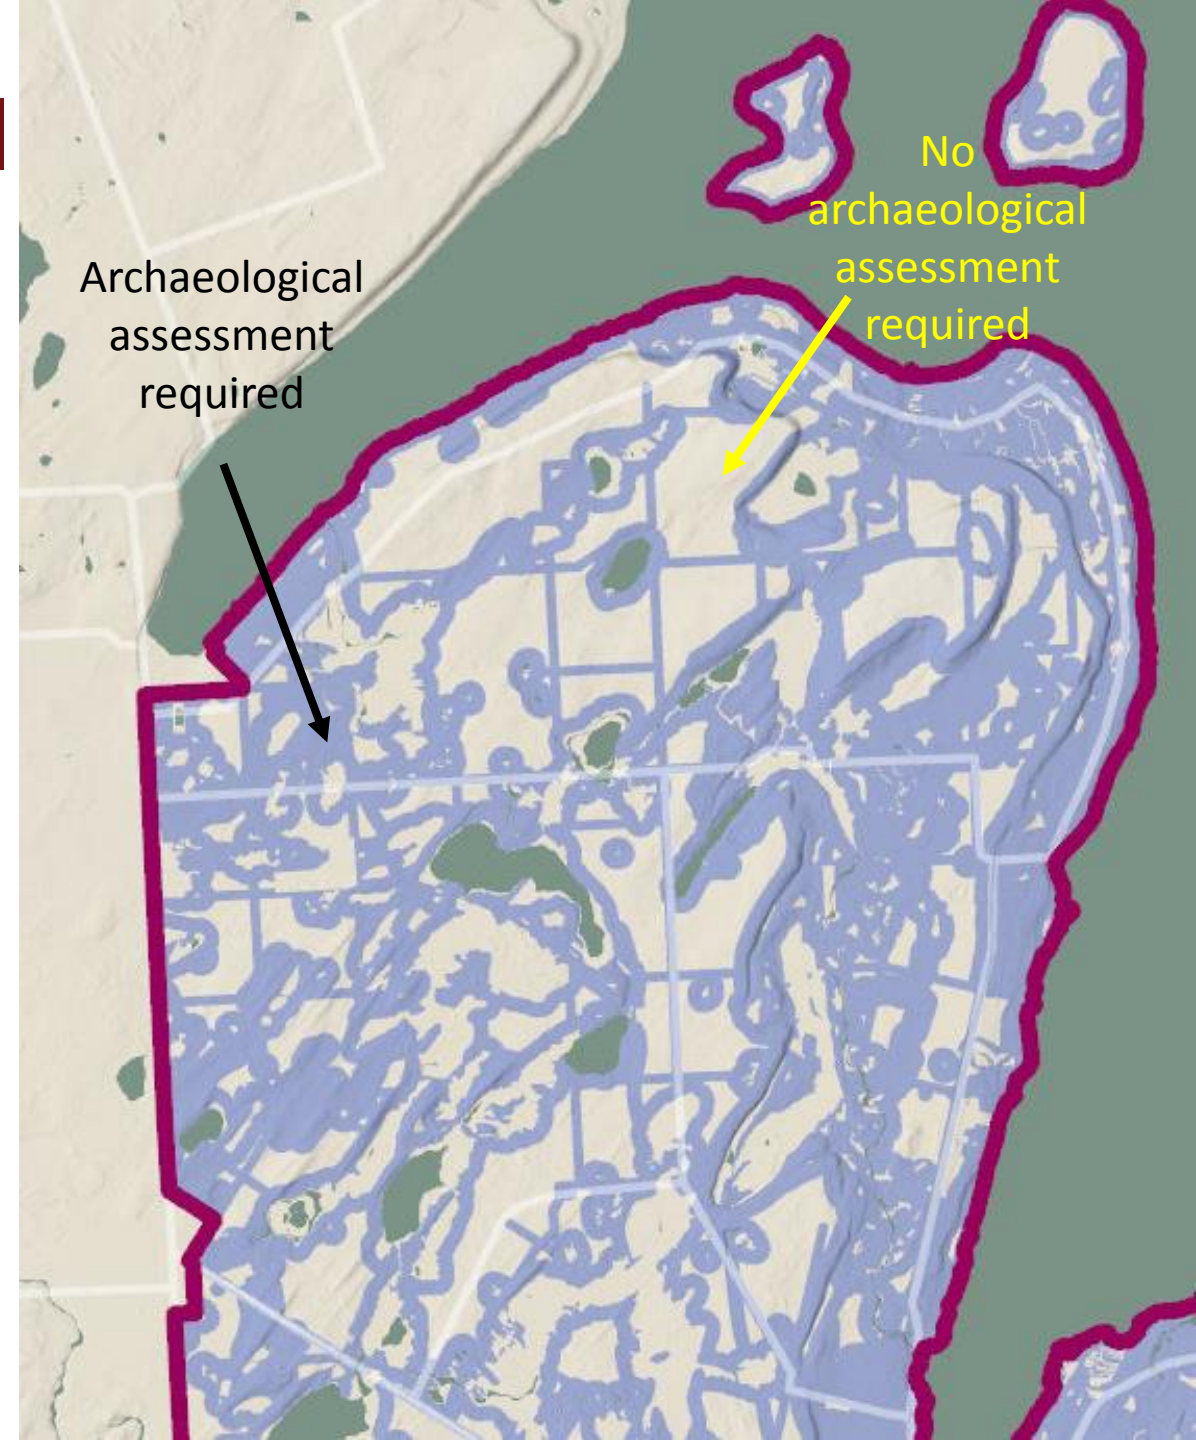 No
archaeological
assessment
required
Archaeological
assessment
required